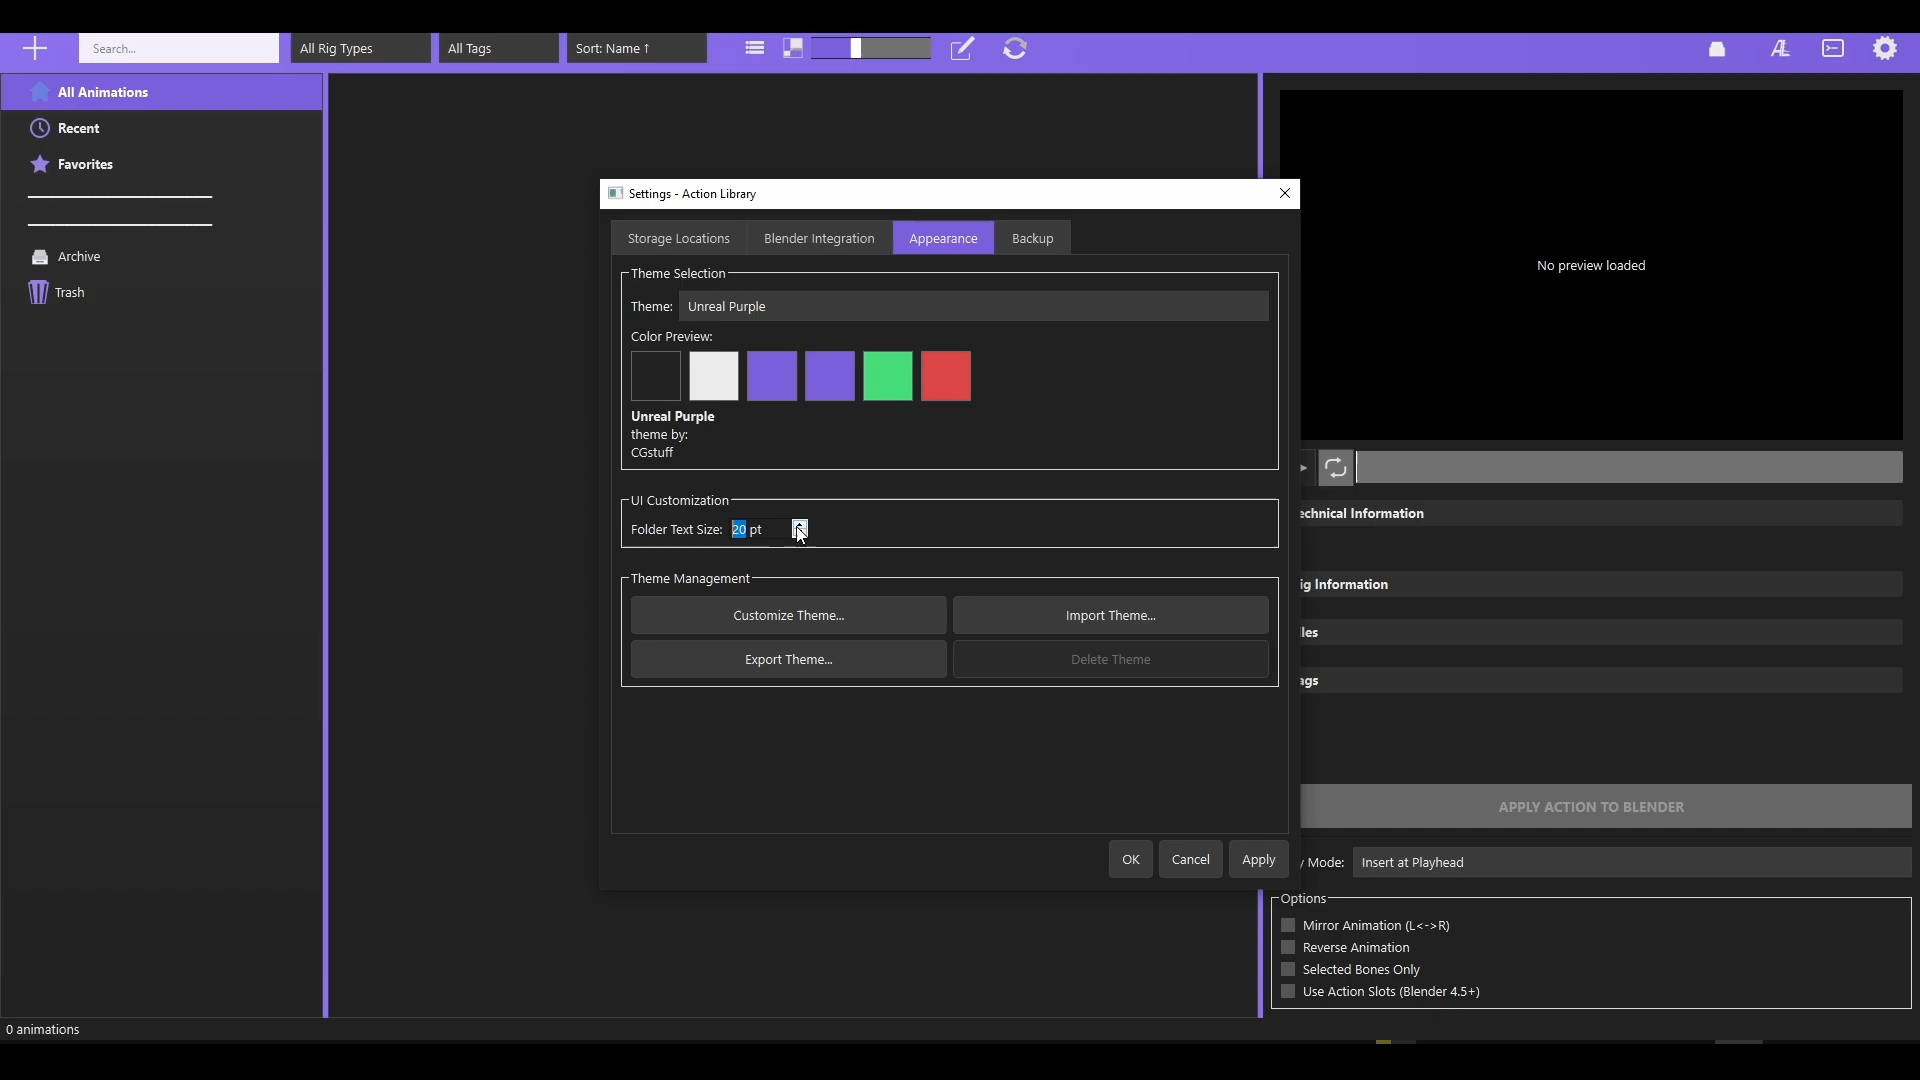 Search...
All Rig Types
All Tags
Sort: Name ↑
All Animations
Recent
Favorites
Archive
Trash
Settings - Action Library
Storage Locations
Blender Integration
Appearance
Backup
Theme Selection
Theme: Unreal Purple
Color Preview:
Unreal Purple
theme by:
CGstuff
UI Customization
Folder Text Size: 20 pt
Theme Management
Customize Theme...
Import Theme...
Export Theme...
Delete Theme
OK
Cancel
Apply
No preview loaded
echnical Information
ig Information
les
ags
APPLY ACTION TO BLENDER
Mode: Insert at Playhead
Options
Mirror Animation (L<->R)
Reverse Animation
Selected Bones Only
Use Action Slots (Blender 4.5+)
0 animations